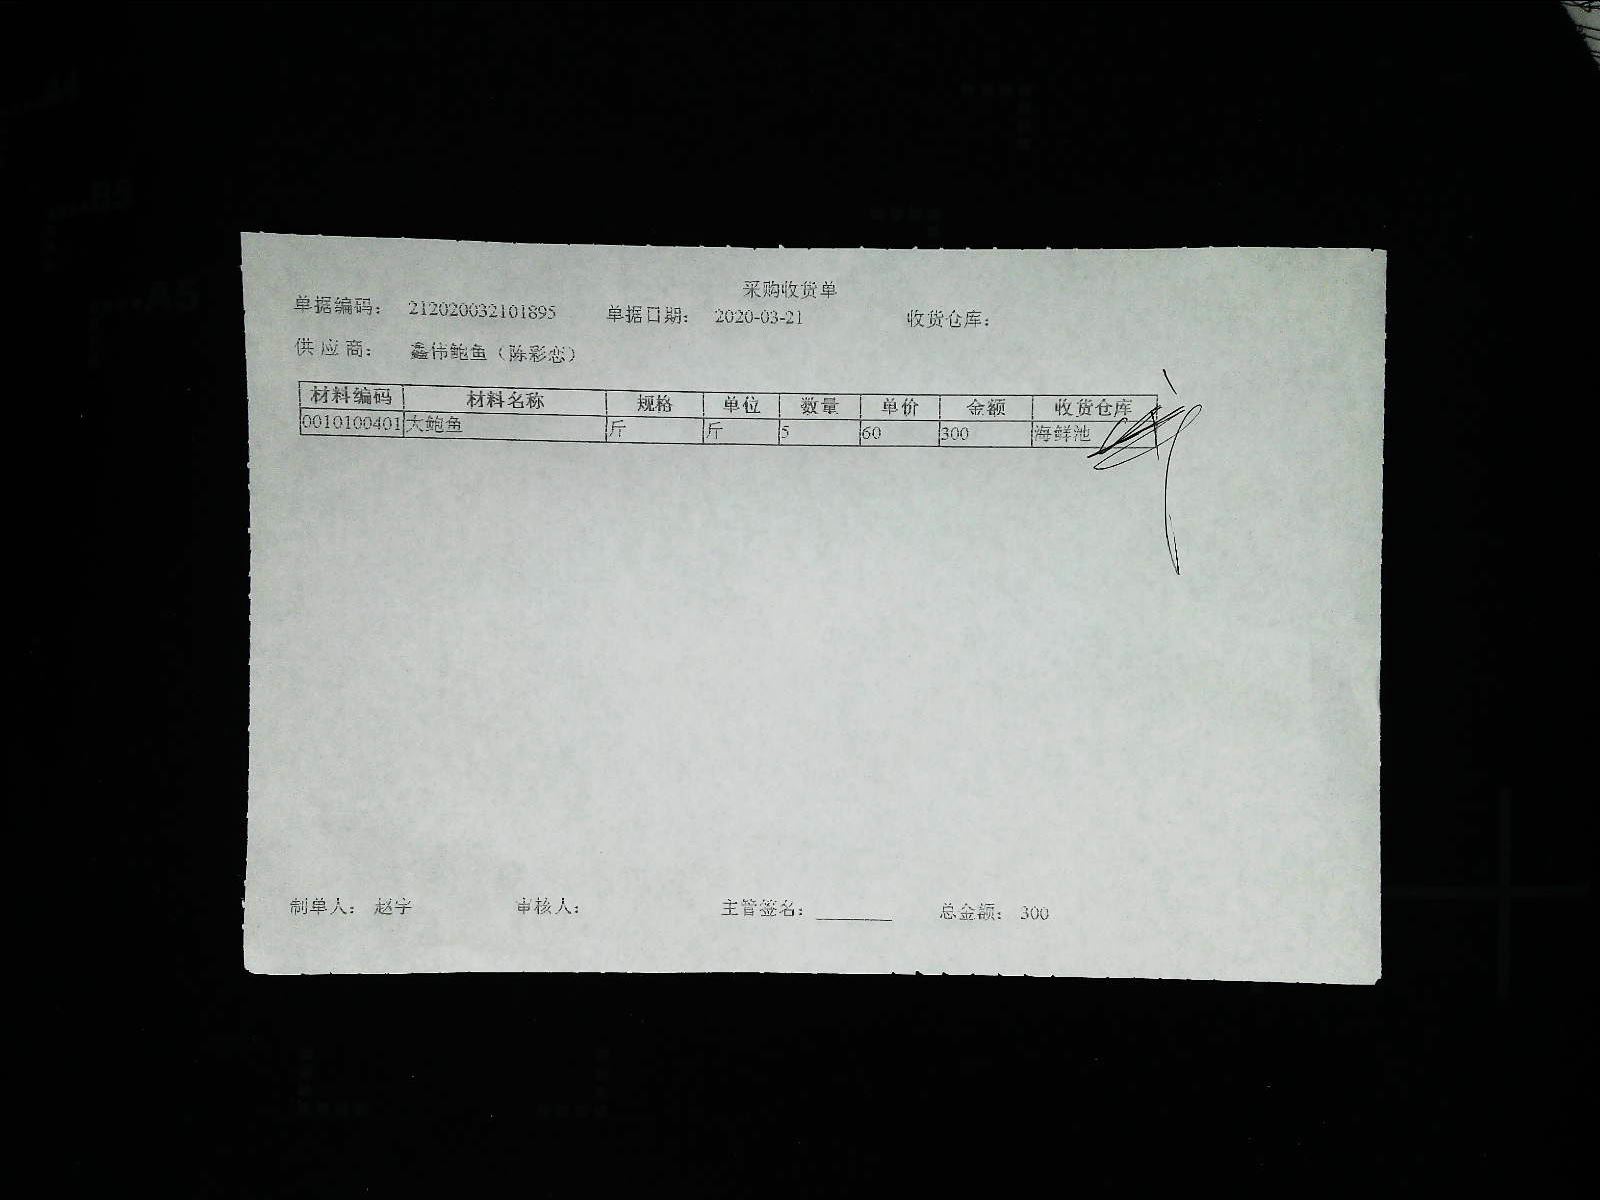 采购收货单
单据编码： 212020032101895 单据日期： 2020-03-21 收货仓库：
供 应 商： 鑫伟鲍鱼（陈彩恋）
材料编码 材料名称 规格 单位 数量 单价 金额 收货仓库
0010100401 大鲍鱼 斤 斤 5 60 300 海鲜池
制单人： 赵宇 审核人： 主管签名： 总金额： 300